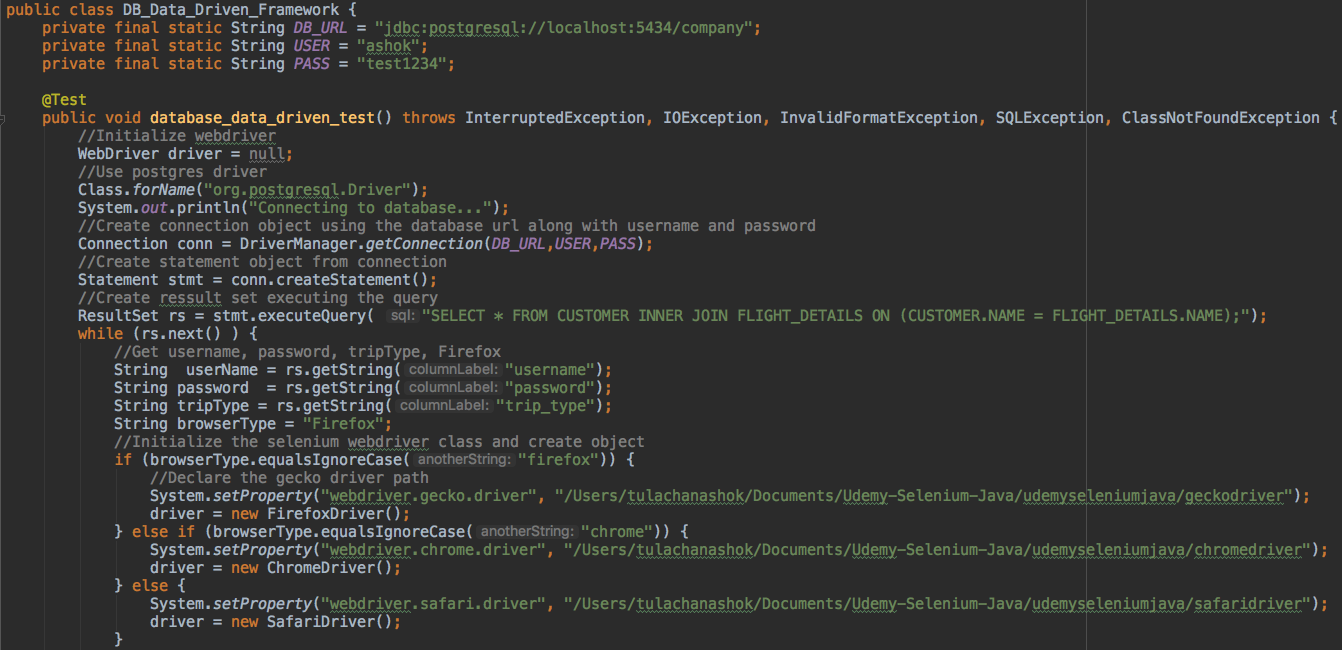 public class DB_Data_Driven_Framework {
private final static String DB_URL = "jdbc:postgresql://localhost:5434/company";
private final static String USER = "ashok";
private final static String PASS = "test1234";
@Test
public void database_data_driven_test() throws InterruptedException, IOException, InvalidFormatException, SQLException, ClassNotFoundException {
//Initialize webdriver
WebDriver driver = null;
//Use postgres driver
Class.forName("org.postgresql.Driver");
System.out.println("Connecting to database...");
//Create connection object using the database url along with username and password
Connection conn = DriverManager.getConnection(DB_URL,USER,PASS);
//Create statement object from connection
Statement stmt = conn.createStatement();
//Create ressult set executing the query
ResultSet rs = stmt.executeQuery( sql: "SELECT * FROM CUSTOMER INNER JOIN FLIGHT_DETAILS ON (CUSTOMER.NAME = FLIGHT_DETAILS.NAME);");
while (rs.next() ) {
//Get username, password, tripType, Firefox
String  userName = rs.getString( columnLabel: "username");
String password  = rs.getString( columnLabel: "password");
String tripType = rs.getString( columnLabel: "trip_type");
String browserType = "Firefox";
//Initialize the selenium webdriver class and create object
if (browserType.equalsIgnoreCase( anotherString: "firefox")) {
//Declare the gecko driver path
System.setProperty("webdriver.gecko.driver", "/Users/tulachanashok/Documents/Udemy-Selenium-Java/udemyseleniumjava/geckodriver");
driver = new FirefoxDriver();
} else if (browserType.equalsIgnoreCase( anotherString: "chrome")) {
System.setProperty("webdriver.chrome.driver", "/Users/tulachanashok/Documents/Udemy-Selenium-Java/udemyseleniumjava/chromedriver");
driver = new ChromeDriver();
} else {
System.setProperty("webdriver.safari.driver", "/Users/tulachanashok/Documents/Udemy-Selenium-Java/udemyseleniumjava/safaridriver");
driver = new SafariDriver();
}